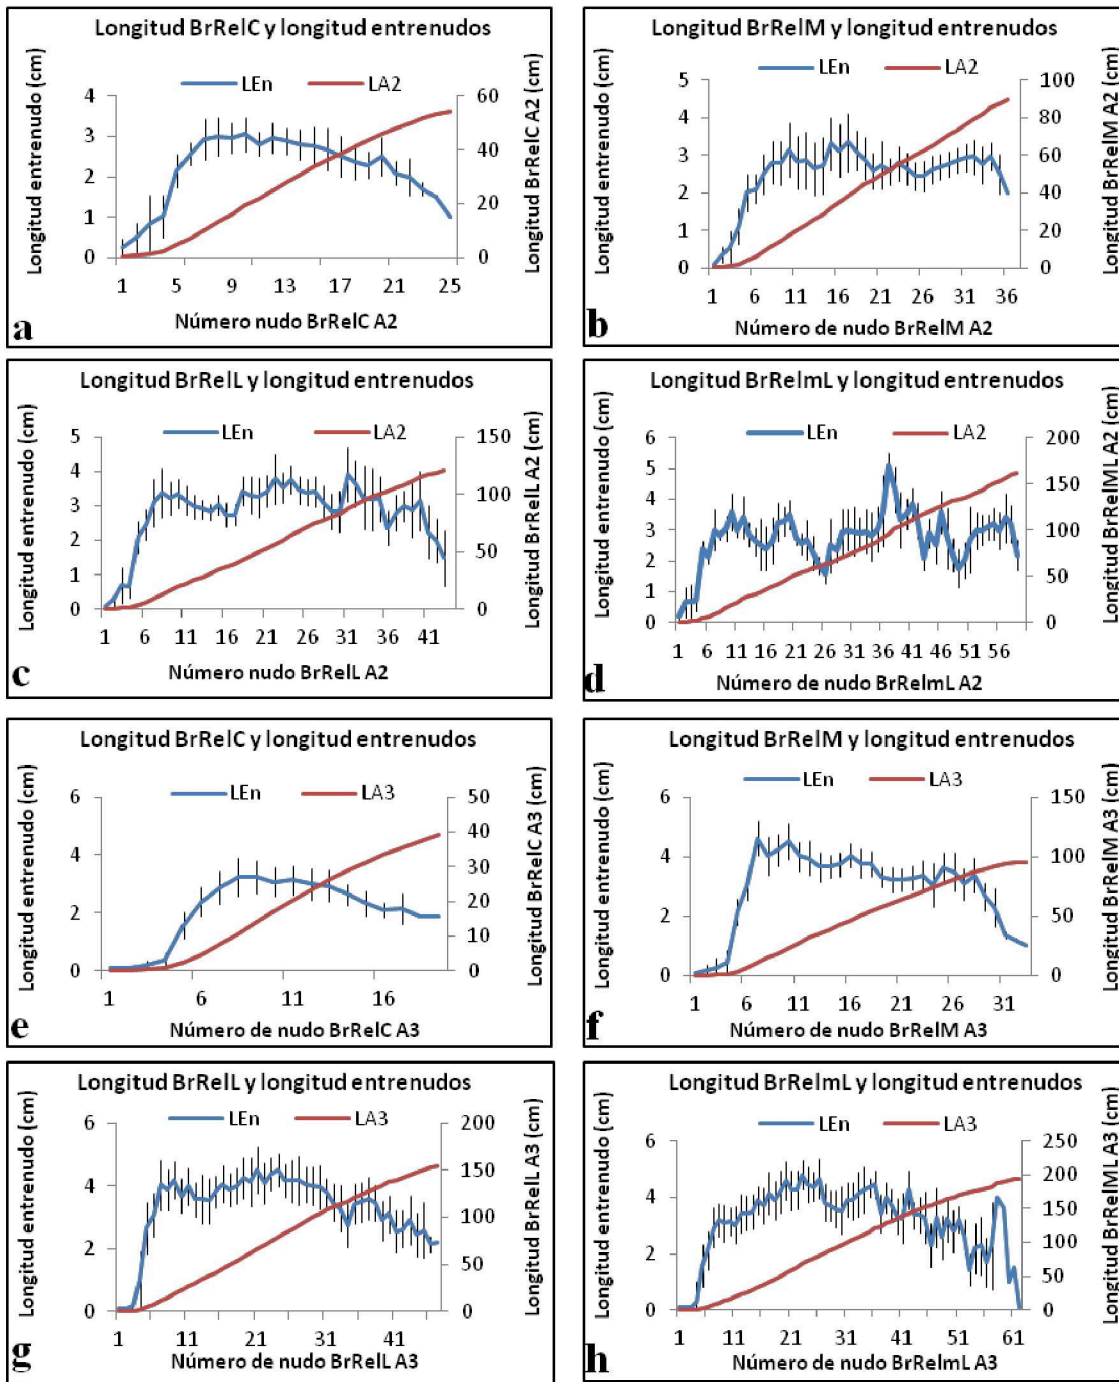 Longitud BrRelC y longitud entrenudos
LEn LA2
Longitud entrenudo (cm)
4
3
2
1
0
60
40
20
0
Longitud BrRelC A2 (cm)
1 5 9 13 17 21 25
Número nudo BrRelC A2
a
Longitud BrRelM y longitud entrenudos
LEn LA2
Longitud entrenudo (cm)
5
4
3
2
1
0
100
80
60
40
20
0
Longitud BrRelM A2 (cm)
1 6 11 16 21 26 31 36
Número de nudo BrRelM A2
b
Longitud BrRelL y longitud entrenudos
LEn LA2
Longitud entrenudo (cm)
5
4
3
2
1
0
150
100
50
0
Longitud BrRelL A2 (cm)
1 6 11 16 21 26 31 36 41
Número nudo BrRelL A2
c
Longitud BrRelmL y longitud entrenudos
LEn LA2
Longitud entrenudo (cm)
6
5
4
3
2
1
0
200
150
100
50
0
Longitud BrRelML A2 (cm)
1 6 11 16 21 26 31 36 41 46 51 56
Número de nudo BrRelmL A2
d
Longitud BrRelC y longitud entrenudos
LEn LA3
Longitud entrenudo (cm)
6
4
2
0
50
40
30
20
10
0
Longitud BrRelC A3 (cm)
1 6 11 16
Número de nudo BrRelC A3
e
Longitud BrRelM y longitud entrenudos
LEn LA3
Longitud entrenudo (cm)
6
4
2
0
150
100
50
0
Longitud BrRelM A3 (cm)
1 6 11 16 21 26 31
Número de nudo BrRelM A3
f
Longitud BrRelL y longitud entrenudos
LEn LA3
Longitud entrenudo (cm)
6
4
2
0
200
150
100
50
0
Longitud BrRelL A3 (cm)
1 11 21 31 41
Número de nudo BrRelL A3
g
Longitud BrRelmL y longitud entrenudos
LEn LA3
Longitud entrenudo (cm)
6
4
2
0
250
200
150
100
50
0
Longitud BrRelML A3 (cm)
1 11 21 31 41 51 61
Número de nudo BrRelmL A3
h